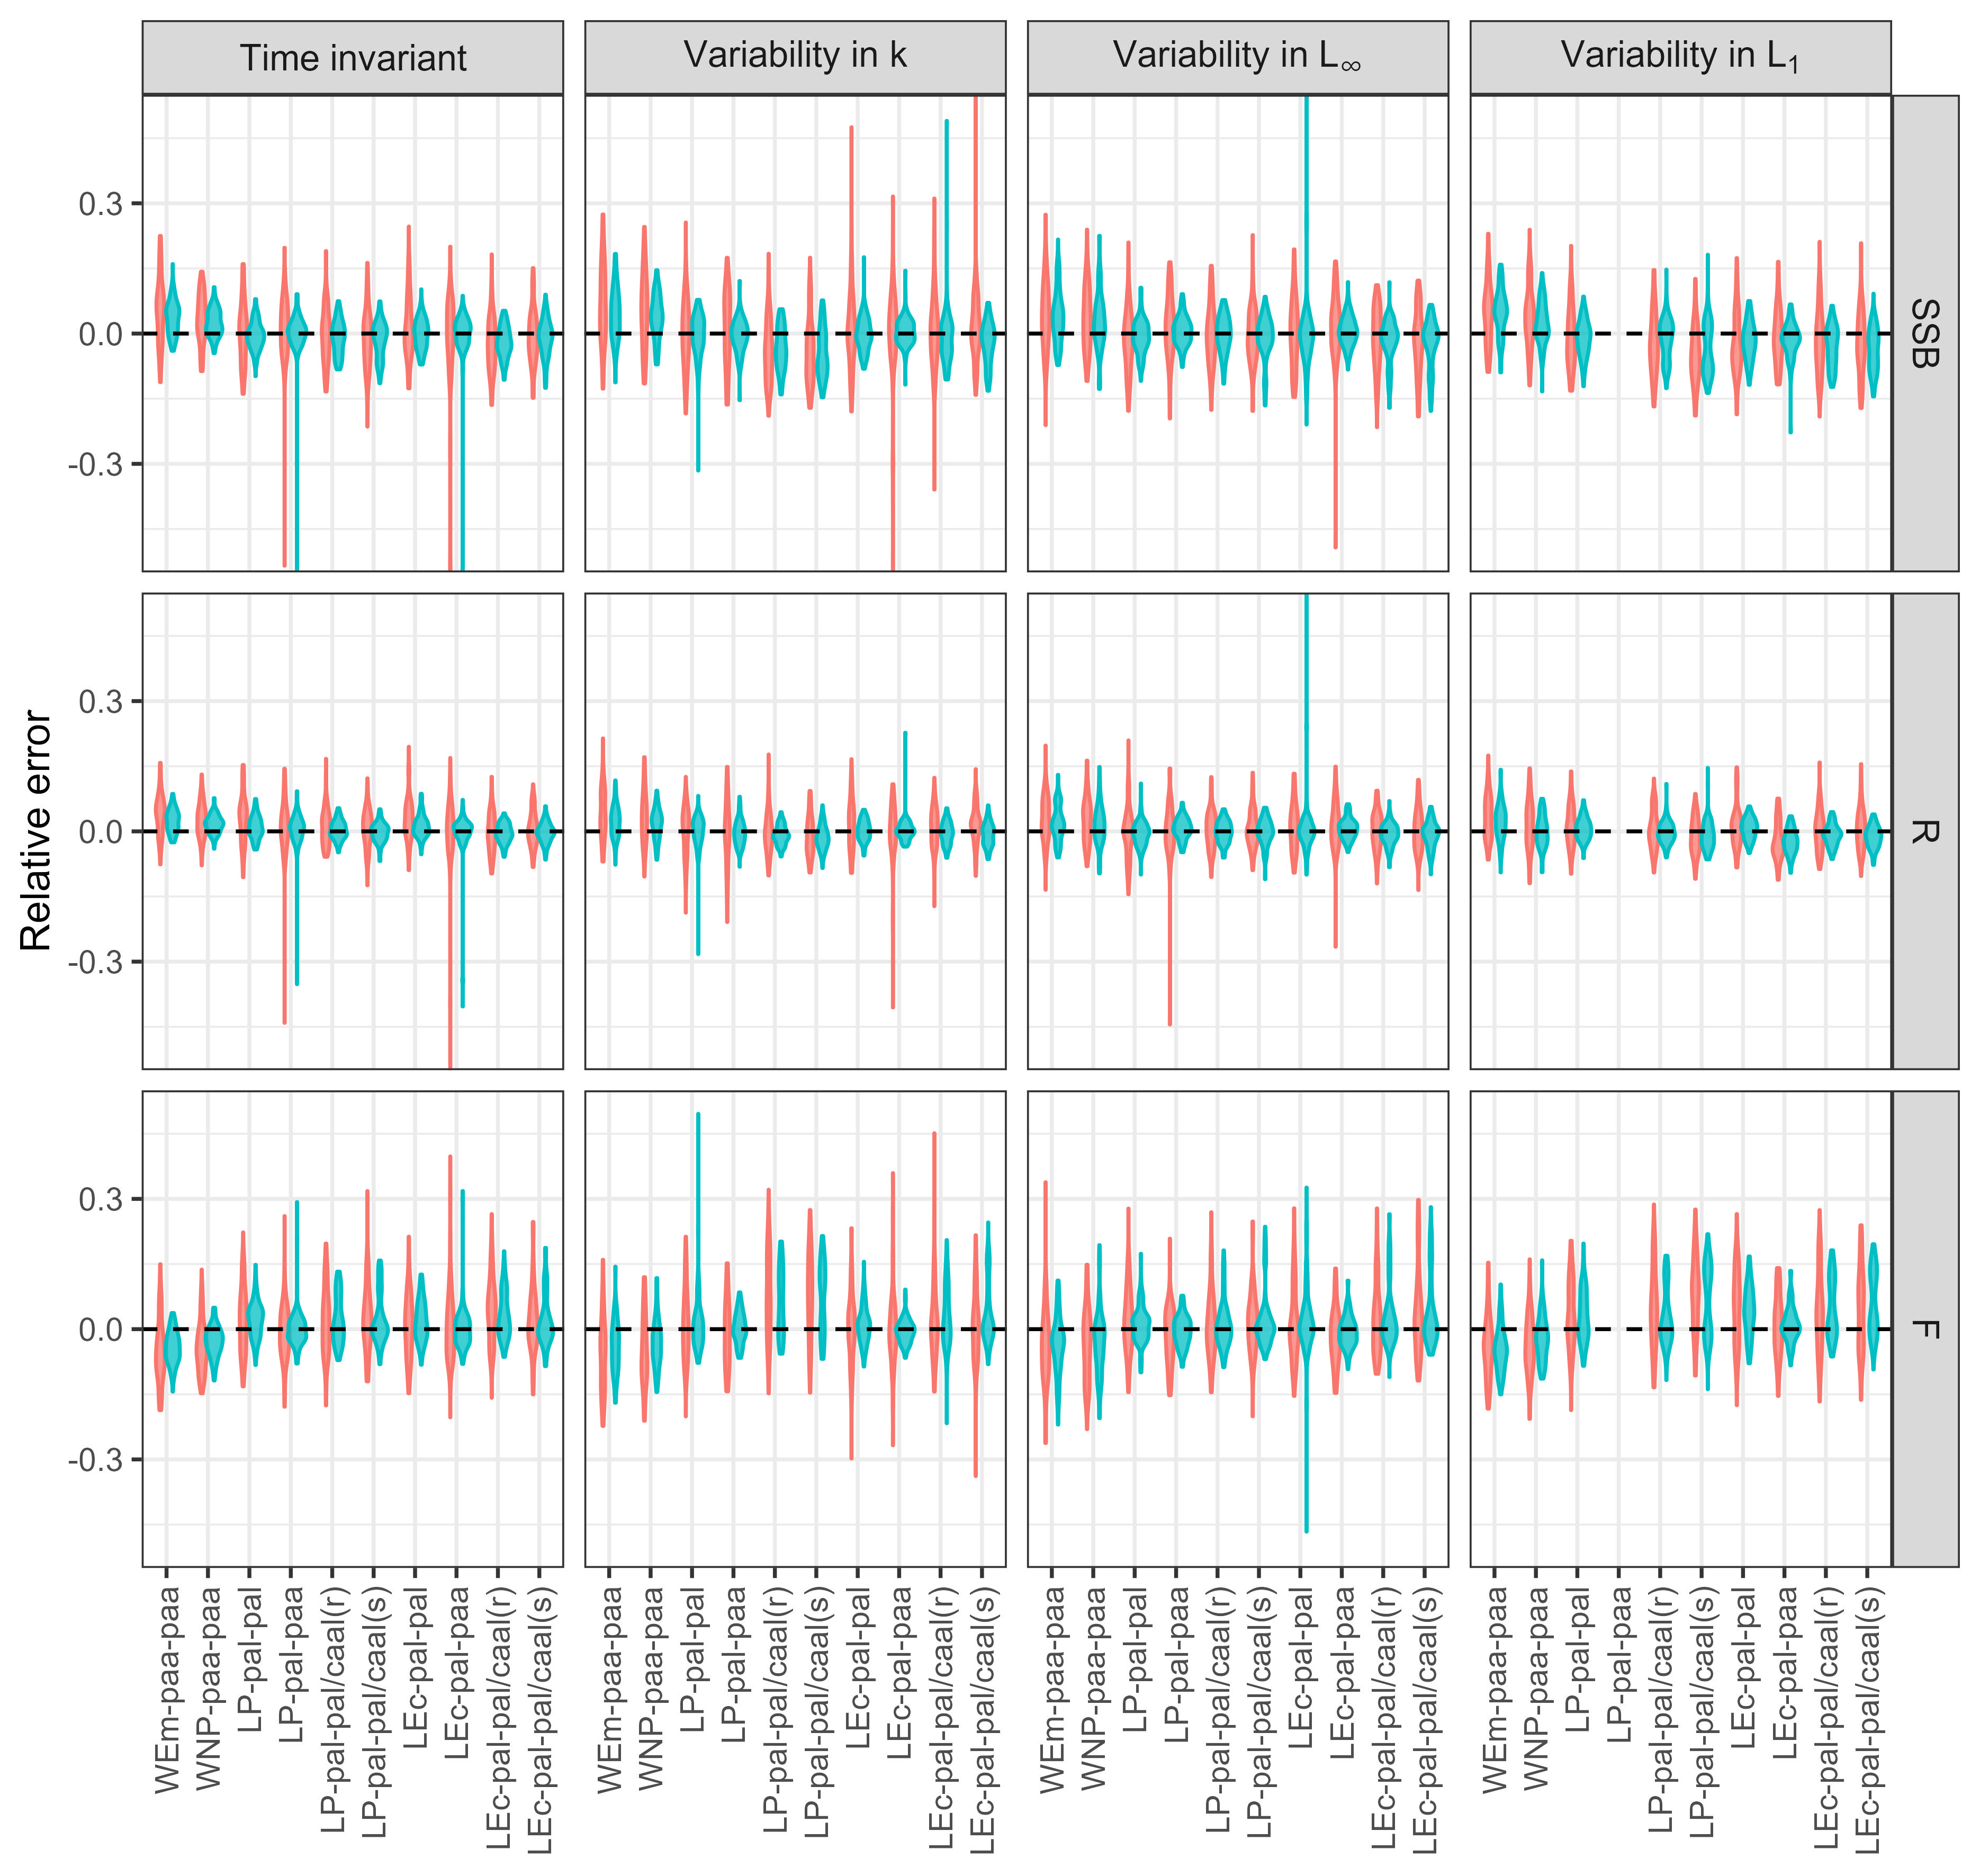 Time invariant
Variability in k
Variability in L∞
Variability in L₁
0.3
0.0
-0.3
SSB
0.3
0.0
-0.3
R
0.3
0.0
-0.3
F
Relative error
WEm-paa-paa
WNP-paa-paa
LP-pal-pal
LP-pal-paa
LP-pal-pal/caal(r)
LP-pal-pal/caal(s)
LEc-pal-pal
LEc-pal-paa
LEc-pal-pal/caal(r)
LEc-pal-pal/caal(s)
WEm-paa-paa
WNP-paa-paa
LP-pal-pal
LP-pal-paa
LP-pal-pal/caal(r)
LP-pal-pal/caal(s)
LEc-pal-pal
LEc-pal-paa
LEc-pal-pal/caal(r)
LEc-pal-pal/caal(s)
WEm-paa-paa
WNP-paa-paa
LP-pal-pal
LP-pal-paa
LP-pal-pal/caal(r)
LP-pal-pal/caal(s)
LEc-pal-pal
LEc-pal-paa
LEc-pal-pal/caal(r)
LEc-pal-pal/caal(s)
WEm-paa-paa
WNP-paa-paa
LP-pal-pal
LP-pal-paa
LP-pal-pal/caal(r)
LP-pal-pal/caal(s)
LEc-pal-pal
LEc-pal-paa
LEc-pal-pal/caal(r)
LEc-pal-pal/caal(s)